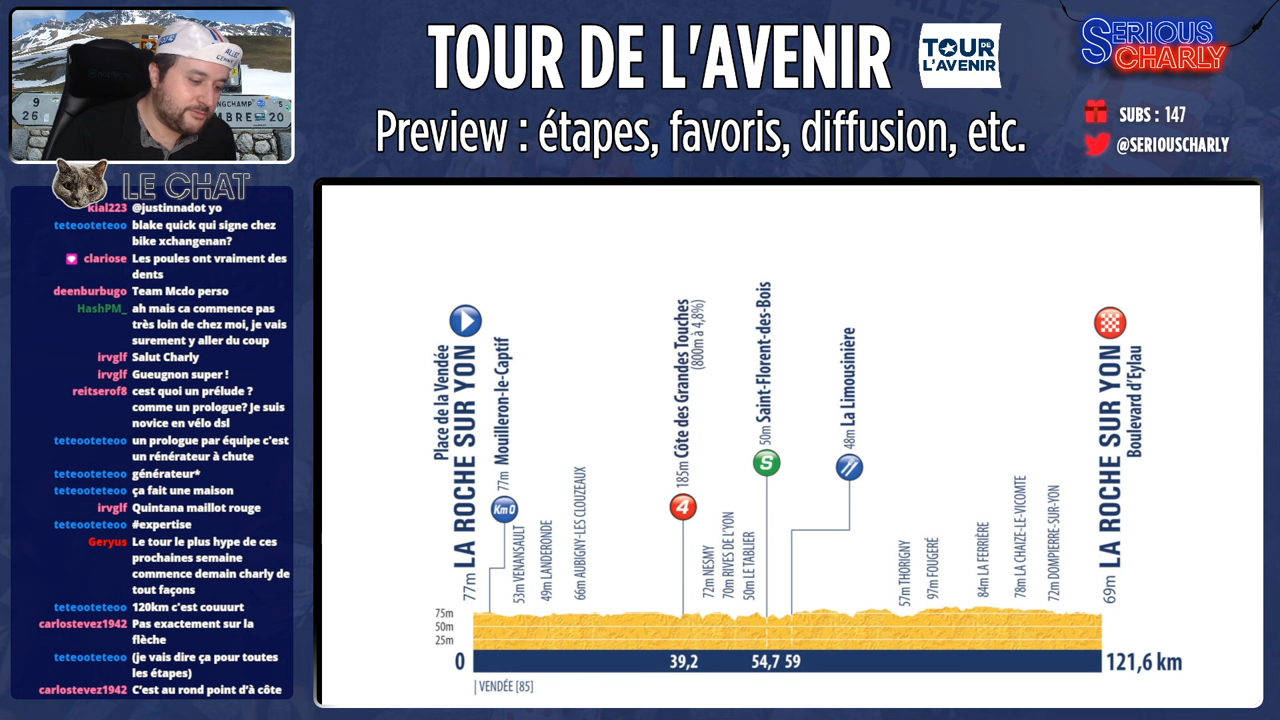 TOUR DE L'AVENIR
TOUR DE
L'AVENIR
SERIOUS
CHARLY
Preview : étapes, favoris, diffusion, etc.
SUBS : 147
@SERIOUSCHARLY
9
26
5
20
LE CHAT
kial223 @justinnadot yo
teteooteteoo blake quick qui signe chez
bike xchangenan?
clariose Les poules ont vraiment des
dents
deenburbugo Team Mcdo perso
HashPM_ ah mais ca commence pas
très loin de chez moi, je vais
surement y aller du coup
irvglf Salut Charly
irvglf Gueugnon super !
reitserof8 cest quoi un prélude ?
comme un prologue? Je suis
novice en vélo dsl
teteooteteoo un prologue par équipe c'est
un rénérateur à chute
teteooteteoo générateur*
teteooteteoo ça fait une maison
irvglf Quintana maillot rouge
teteooteteoo #expertise
Geryus Le tour le plus hype de ces
prochaines semaine
commence demain charly de
tout façons
teteooteteoo 120km c'est couuurt
carlostevez1942 Pas exactement sur la
flèche
teteooteteoo (je vais dire ça pour toutes
les étapes)
carlostevez1942 C'est au rond point d'à côte
77m LA ROCHE SUR YON
Place de la Vendée
77m Mouilleron-le-Captif
Km 0
53m VENANSAULT
49m LANDERONDE
66m AUBIGNY-LES CLOUZEAUX
185m Côte des Grandes Touches
(800m à 4,8%)
4
72m NESMY
70m RIVES DE L'YON
50m LE TABLIER
50m Saint-Florent-des-Bois
S
48m La Limousinière
57m THORIGNY
97m FOUGERÉ
84m LA FERRIÈRE
78m LA CHAIZE-LE-VICOMTE
72m DOMPIERRE-SUR-YON
69m LA ROCHE SUR YON
Boulevard d'Eylau
75m
50m
25m
0
39,2
54,7
59
121,6 km
VENDÉE [85]